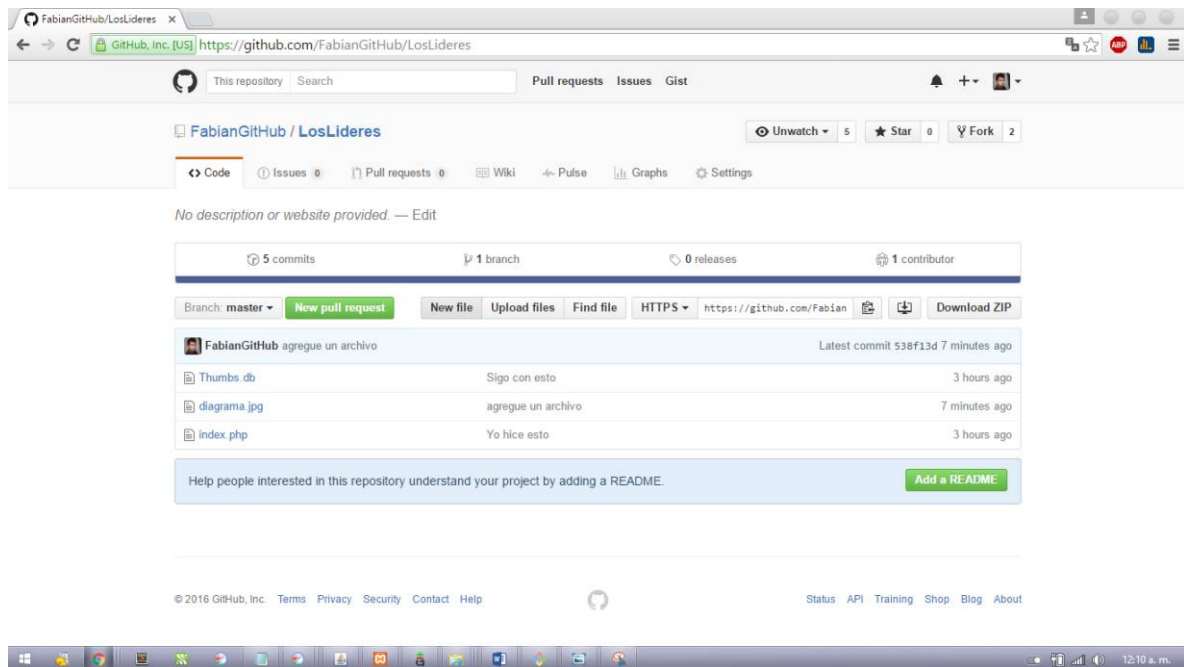 FabianGitHub/LosLideres
GitHub, Inc. [US] https://github.com/FabianGitHub/LosLideres
ABP
This repository Search Pull requests Issues Gist
FabianGitHub / LosLideres Unwatch 5 Star 0 Fork 2
Code Issues 0 Pull requests 0 Wiki Pulse Graphs Settings
No description or website provided. — Edit
5 commits 1 branch 0 releases 1 contributor
Branch: master New pull request New file Upload files Find file HTTPS https://github.com/Fabian Download ZIP
FabianGitHub agregue un archivo Latest commit 538f13d 7 minutes ago
Thumbs.db Sigo con esto 3 hours ago
diagrama.jpg agregue un archivo 7 minutes ago
index.php Yo hice esto 3 hours ago
Help people interested in this repository understand your project by adding a README. Add a README
© 2016 GitHub, Inc. Terms Privacy Security Contact Help Status API Training Shop Blog About
12:10 a. m.